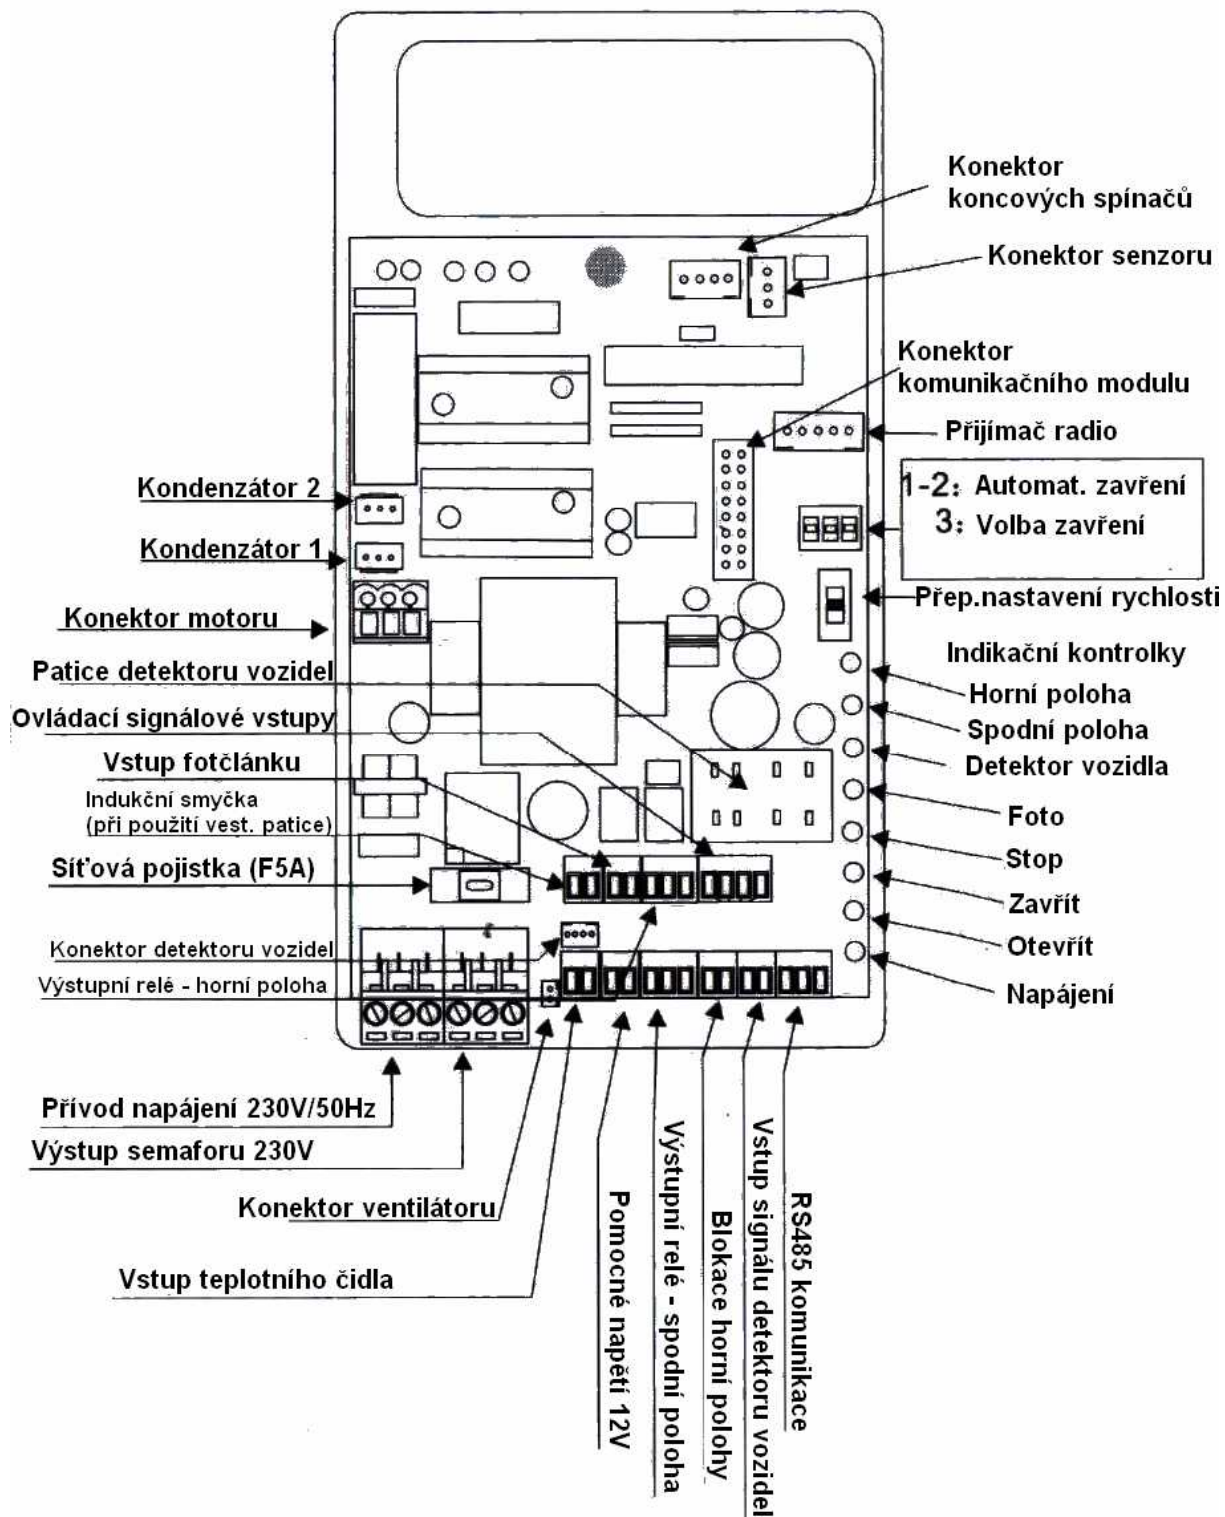 Konektor
koncových spínačů
Konektor senzoru
Konektor
komunikačního modulu
Přijímač radio
1-2: Automat. zavření
3: Volba zavření
Přep.nastavení rychlosti
Indikační kontrolky
Horní poloha
Spodní poloha
Detektor vozidla
Foto
Stop
Zavřít
Otevřít
Napájení
Kondenzátor 2
Kondenzátor 1
Konektor motoru
Patice detektoru vozidel
Ovládací signálové vstupy
Vstup fotčlánku
Indukční smyčka
(při použití vest. patice)
Síťová pojistka (F5A)
Konektor detektoru vozidel
Výstupní relé - horní poloha
Přívod napájení 230V/50Hz
Výstup semaforu 230V
Konektor ventilátoru
Vstup teplotního čidla
Pomocné napětí 12V
Výstupní relé - spodní poloha
Blokace horní polohy
Vstup signálu detektoru vozidel
RS485 komunikace